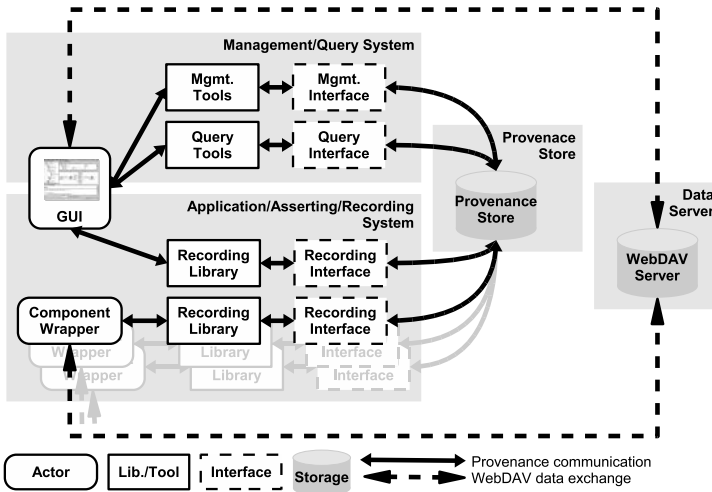 Management/Query System
Mgmt.
Tools
Mgmt.
Interface
Query
Tools
Query
Interface
Provenace
Store
Provenance
Store
GUI
Data
Server
WebDAV
Server
Application/Asserting/Recording
System
Recording
Library
Recording
Interface
Component
Wrapper
Recording
Library
Recording
Interface
Wrapper
Library
Interface
Wrapper
Library
Interface
Actor
Lib./Tool
Interface
Storage
Provenance communication
WebDAV data exchange